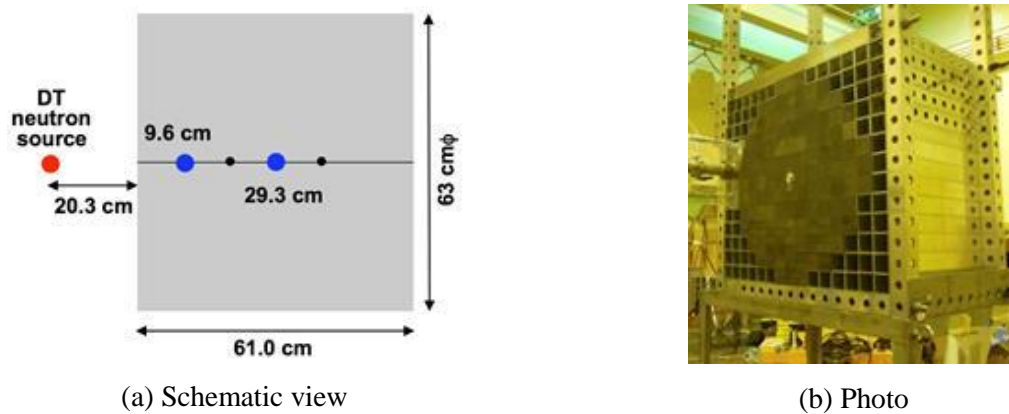 DT
neutron
source
9.6 cm
29.3 cm
20.3 cm
63 cmϕ
61.0 cm
(a) Schematic view
(b) Photo